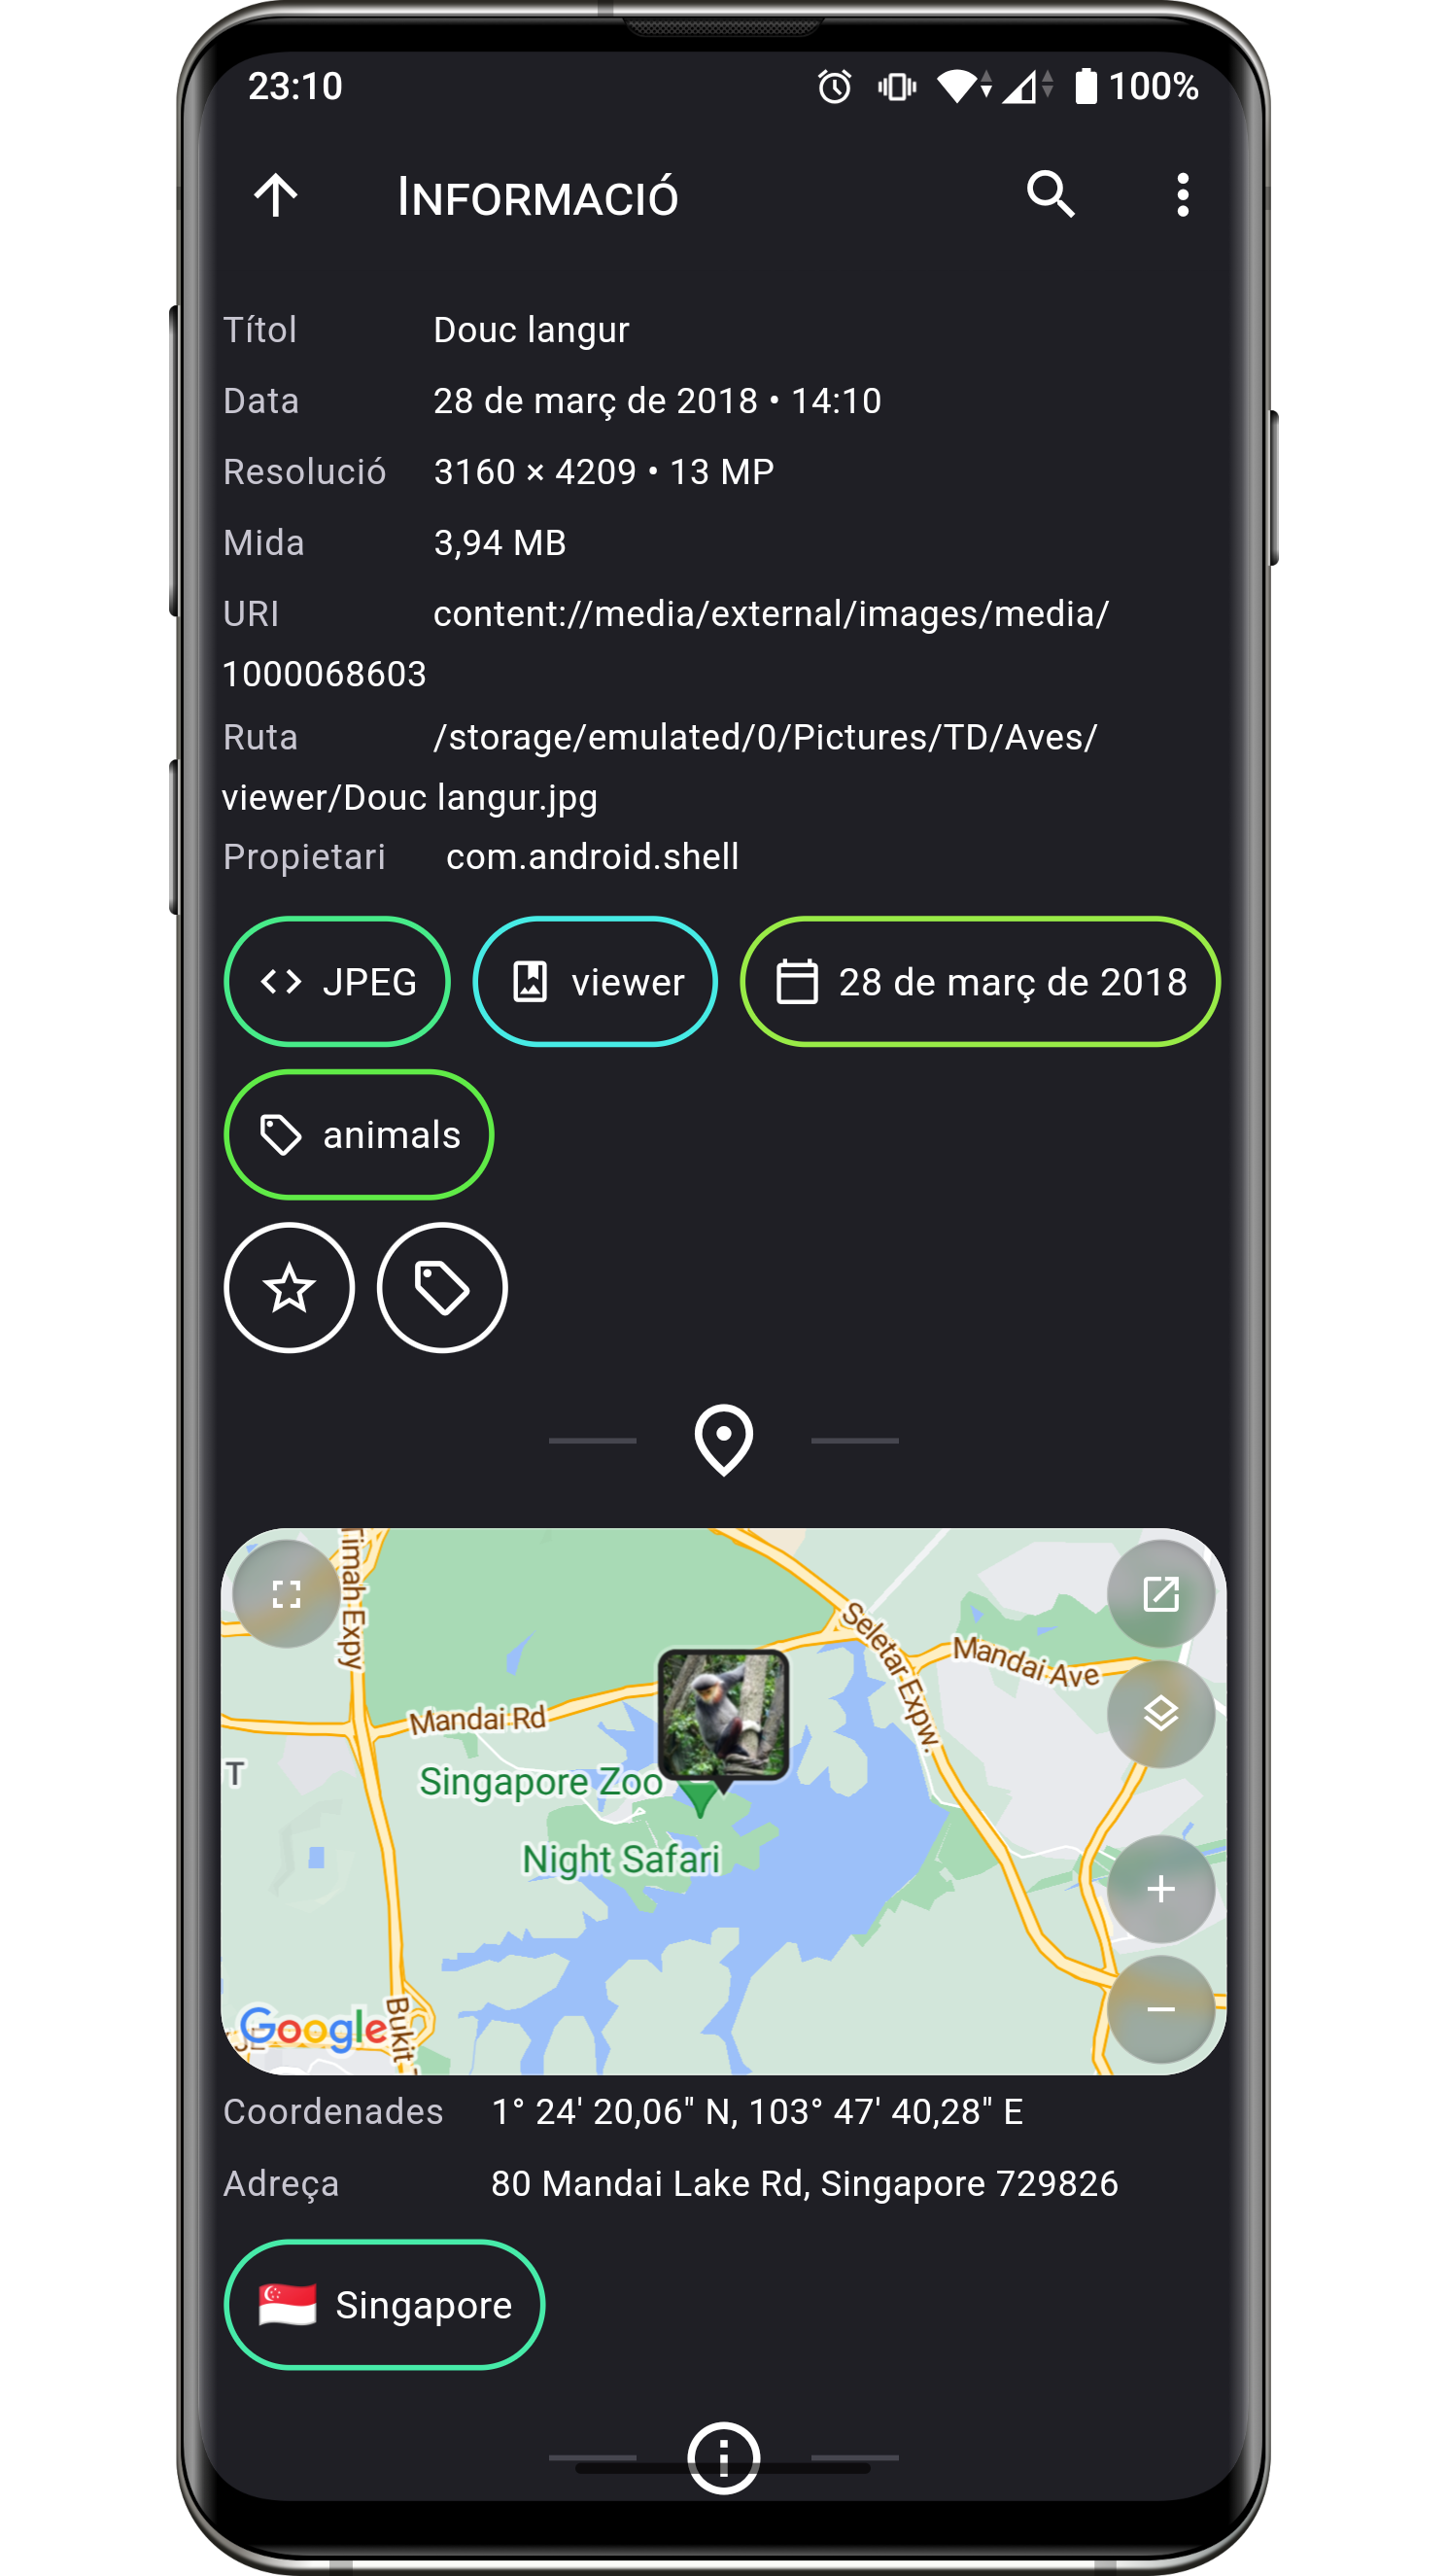 23:10 100%
INFORMACIÓ
Títol Douc langur
Data 28 de març de 2018 • 14:10
Resolució 3160 × 4209 • 13 MP
Mida 3,94 MB
URI content://media/external/images/media/
1000068603
Ruta /storage/emulated/0/Pictures/TD/Aves/
viewer/Douc langur.jpg
Propietari com.android.shell
JPEG viewer 28 de març de 2018
animals
Timah Expy
Seletar Expw.
Mandai Ave
Mandai Rd
T
Singapore Zoo
Night Safari
Google
Bukit
Coordenades 1° 24' 20,06" N, 103° 47' 40,28" E
Adreça 80 Mandai Lake Rd, Singapore 729826
Singapore